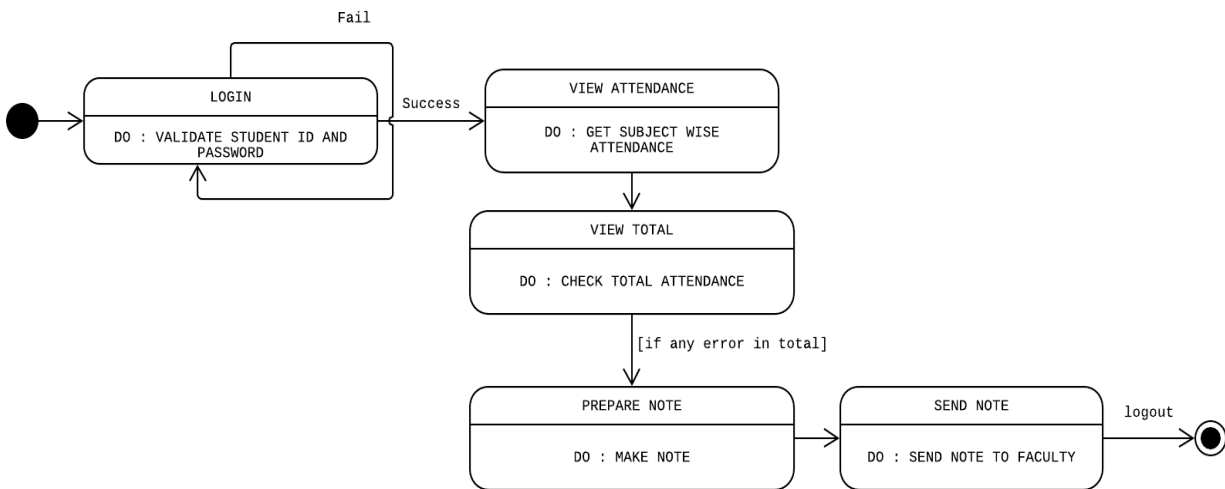 Fail
LOGIN
DO : VALIDATE STUDENT ID AND
PASSWORD
Success
VIEW ATTENDANCE
DO : GET SUBJECT WISE
ATTENDANCE
VIEW TOTAL
DO : CHECK TOTAL ATTENDANCE
[if any error in total]
PREPARE NOTE
DO : MAKE NOTE
SEND NOTE
DO : SEND NOTE TO FACULTY
logout